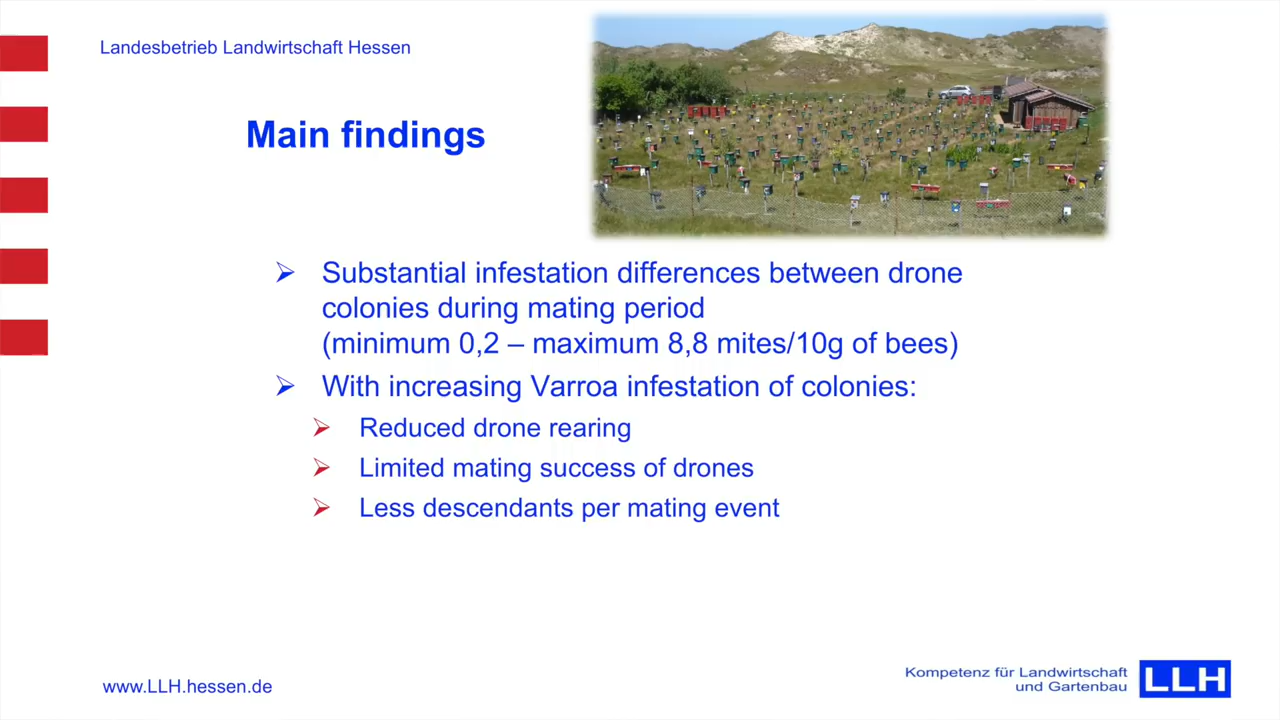 Landesbetrieb Landwirtschaft Hessen
Main findings
Substantial infestation differences between drone
colonies during mating period
(minimum 0,2 – maximum 8,8 mites/10g of bees)
With increasing Varroa infestation of colonies:
Reduced drone rearing
Limited mating success of drones
Less descendants per mating event
www.LLH.hessen.de
Kompetenz für Landwirtschaft
und Gartenbau
LLH